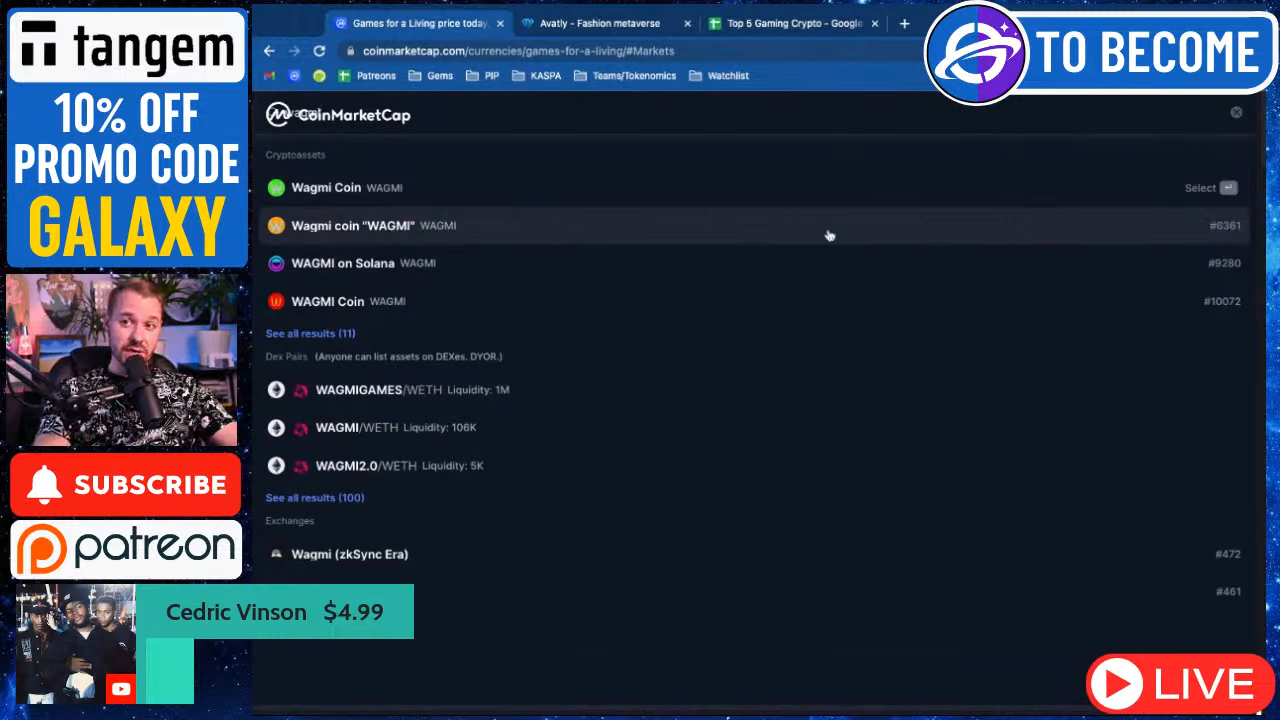 tangem
10% OFF
PROMO CODE
GALAXY
SUBSCRIBE
patreon
Cedric Vinson $4.99
Games for a Living price today,
Avatly - Fashion metaverse
Top 5 Gaming Crypto - Google
coinmarketcap.com/currencies/games-for-a-living/#Markets
Patreons
Gems
PIP
KASPA
Teams/Tokenomics
Watchlist
TO BECOME
CoinMarketCap
Cryptoassets
Wagmi Coin WAGMI
Select
Wagmi coin "WAGMI" WAGMI
#6361
WAGMI on Solana WAGMI
#9280
WAGMI Coin WAGMI
#10072
See all results (11)
Dex Pairs (Anyone can list assets on DEXes. DYOR.)
WAGMIGAMES/WETH Liquidity: 1M
WAGMI/WETH Liquidity: 106K
WAGMI2.0/WETH Liquidity: 5K
See all results (100)
Exchanges
Wagmi (zkSync Era)
#472
#461
LIVE